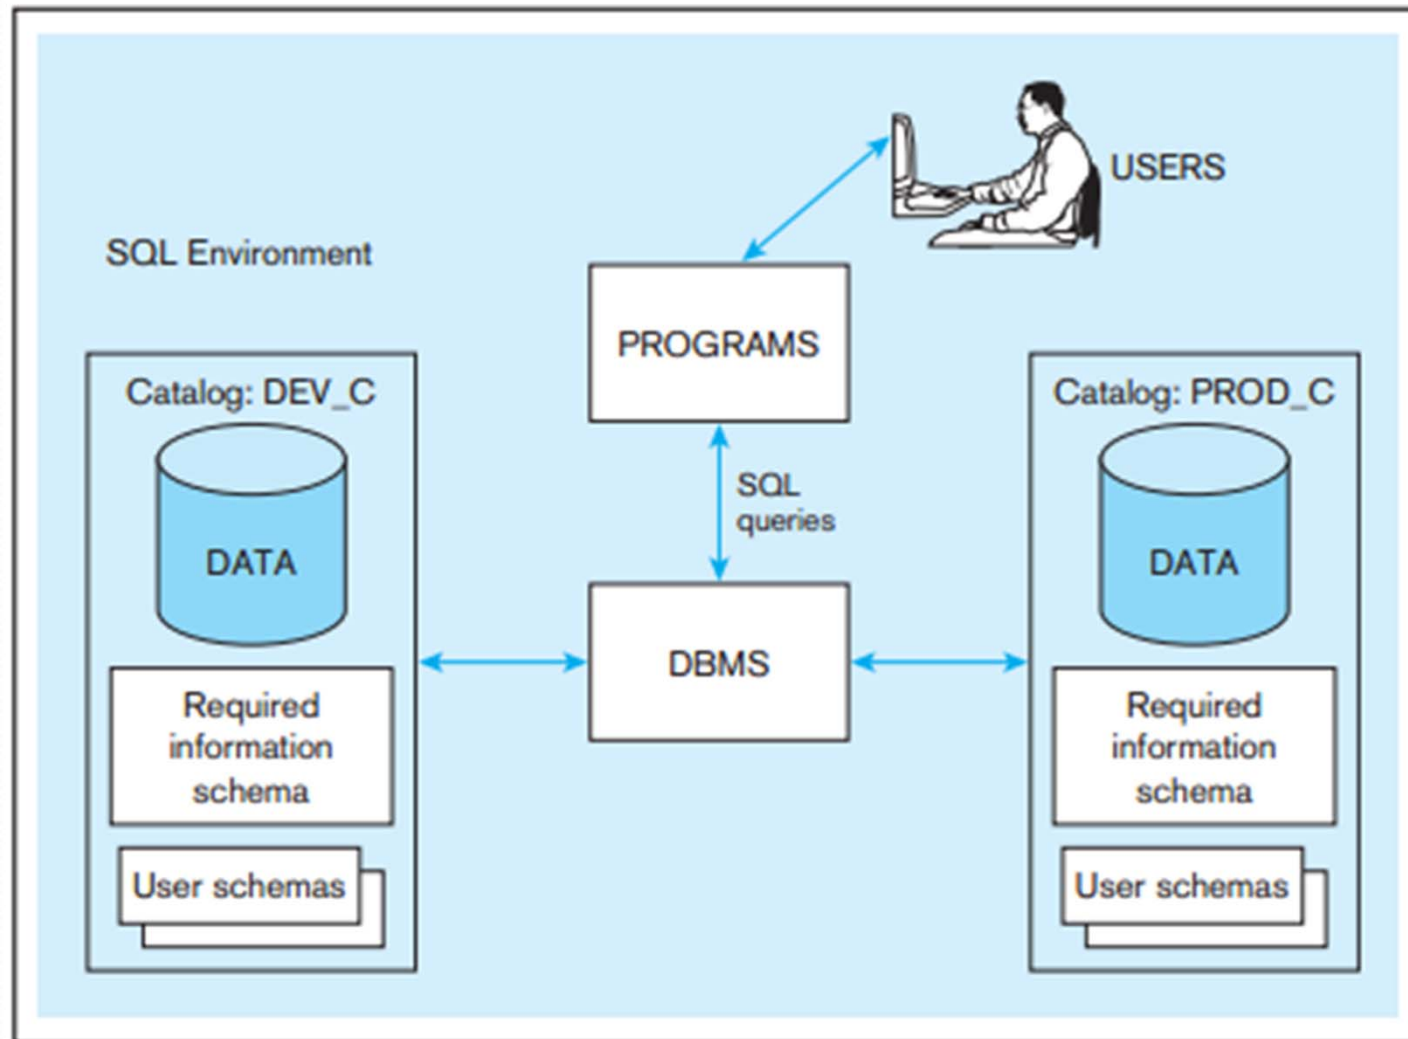 USERS
SQL Environment
PROGRAMS
Catalog: DEV_C
Catalog: PROD_C
SQL
queries
DATA
DATA
DBMS
Required
information
schema
Required
information
schema
User schemas
User schemas